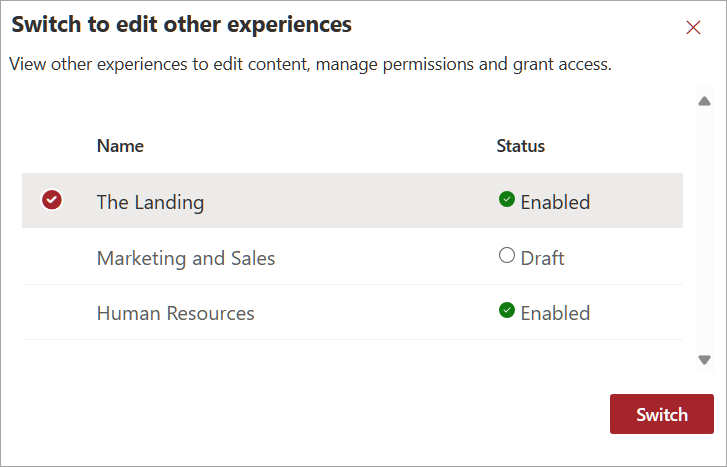 Switch to edit other experiences
View other experiences to edit content, manage permissions and grant access.
Name Status
The Landing Enabled
Marketing and Sales Draft
Human Resources Enabled
Switch